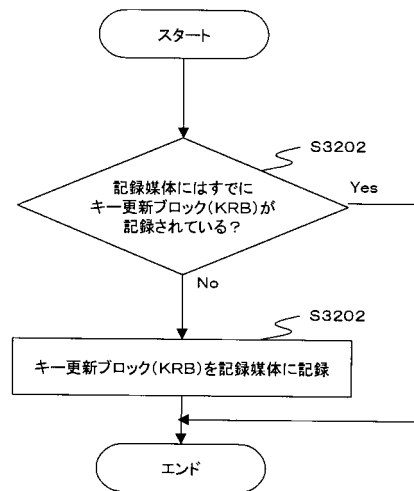 スタート
S3202
記録媒体にはすでに
キー更新ブロック(KRB)が
記録されている?
Yes
No
S3202
キー更新ブロック(KRB)を記録媒体に記録
エンド